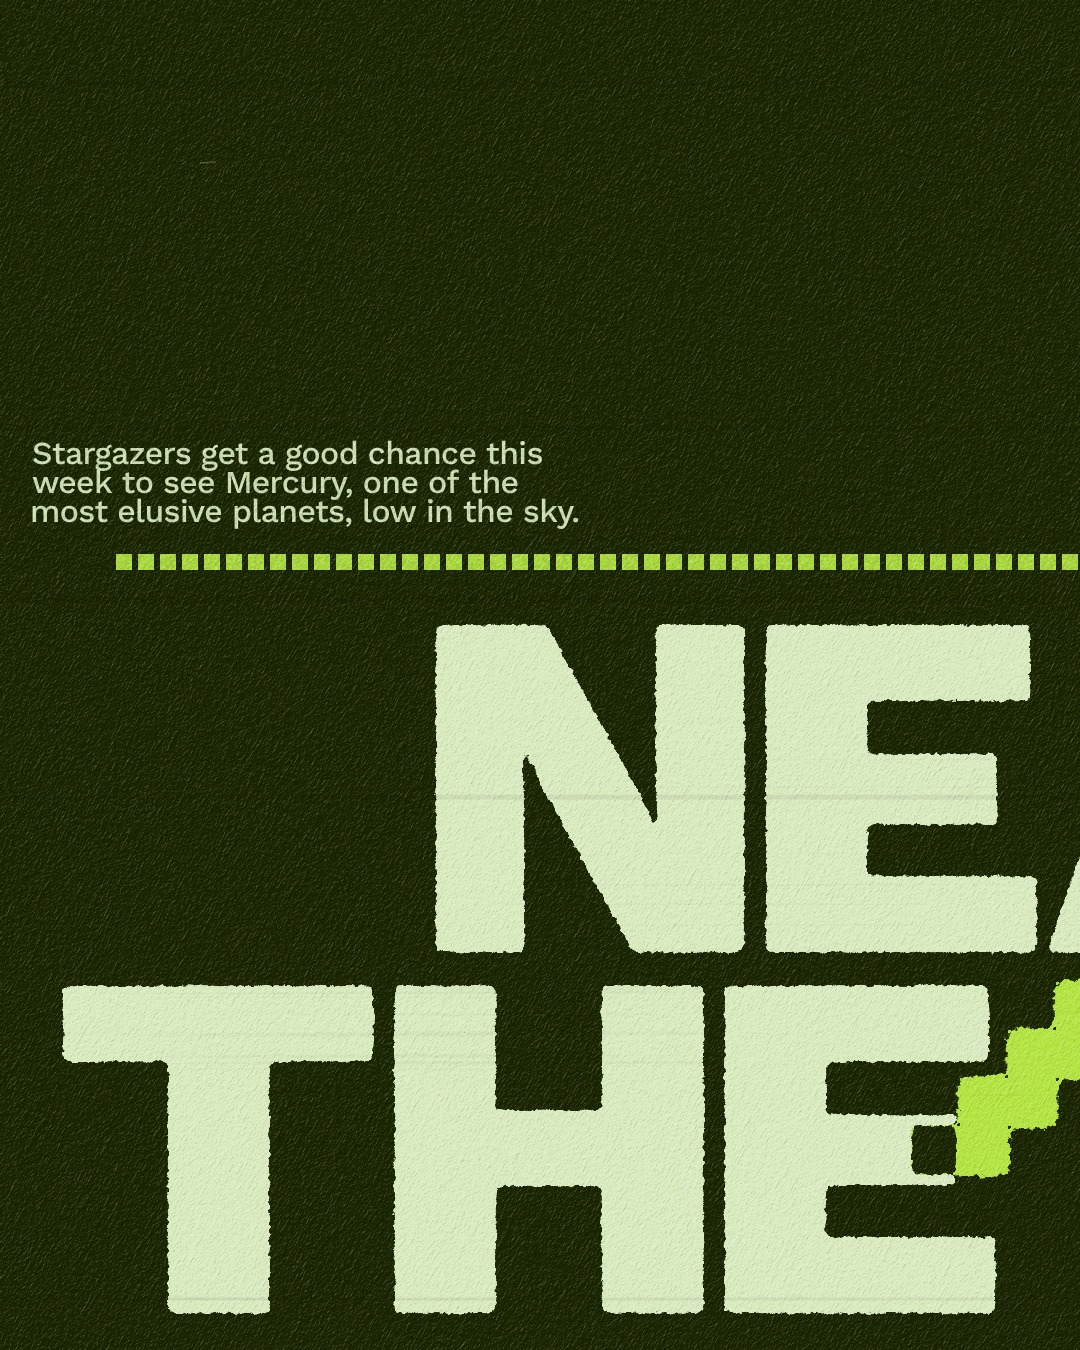 Stargazers get a good chance this
week to see Mercury, one of the
most elusive planets, low in the sky.
NE
THE